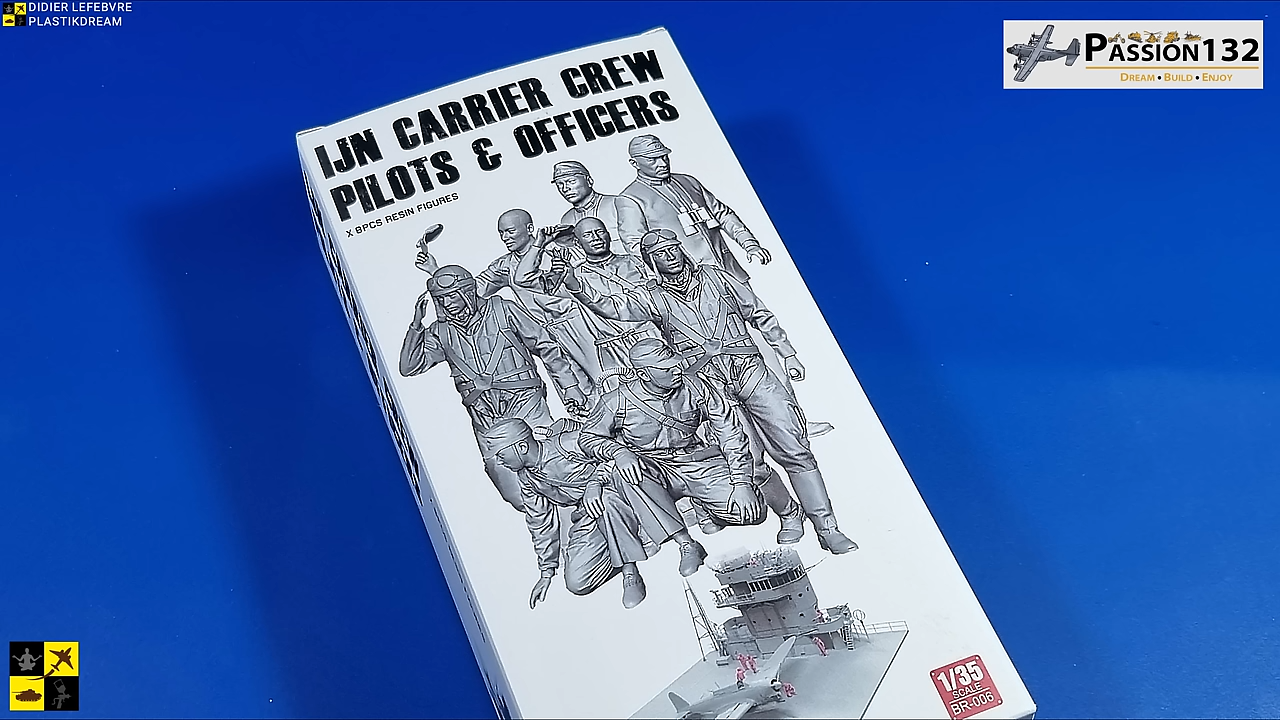 DIDIER LEFEBVRE
PLASTIKDREAM
PASSION132
DREAM • BUILD • ENJOY
IJN CARRIER CREW
PILOTS & OFFICERS
X 8PCS RESIN FIGURES
1/35
SCALE
BR-006